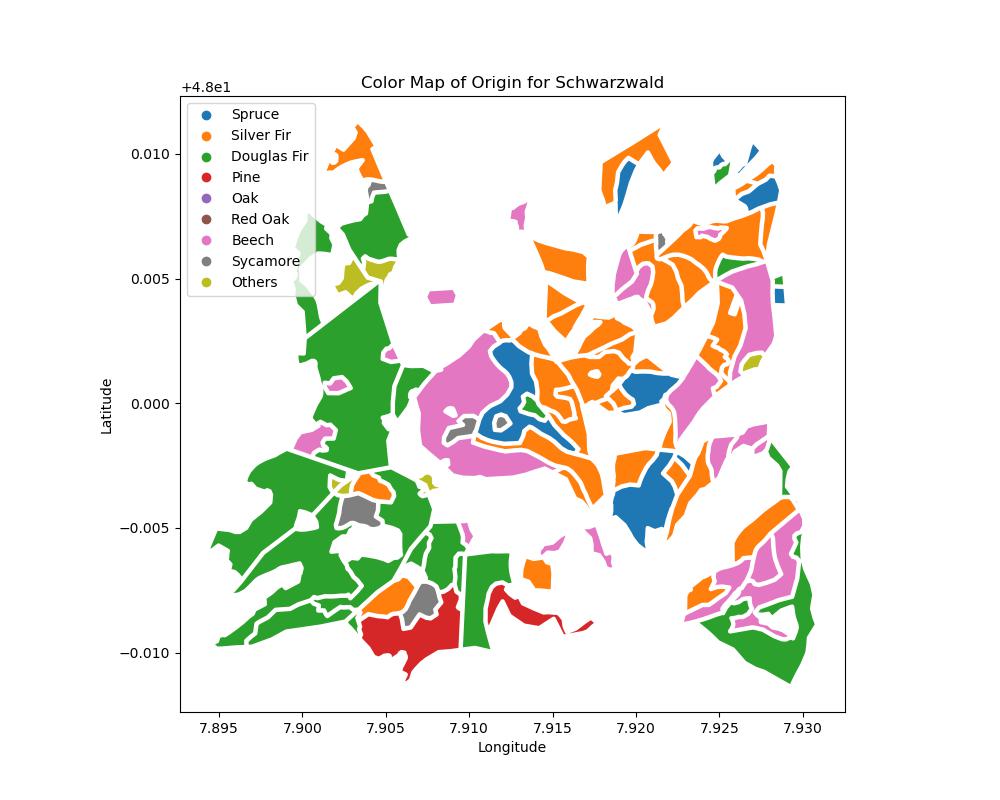 Color Map of Origin for Schwarzwald
+4.8e1
Spruce
Silver Fir
Douglas Fir
Pine
Oak
Red Oak
Beech
Sycamore
Others
0.010
0.005
0.000
−0.005
−0.010
Latitude
7.895 7.900 7.905 7.910 7.915 7.920 7.925 7.930
Longitude